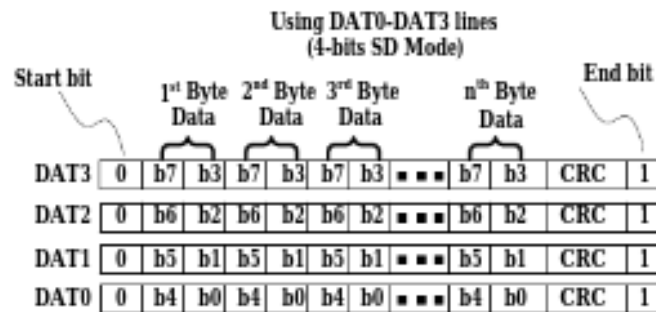 Using DAT0-DAT3 lines
(4-bits SD Mode)
Start bit
End bit
1st Byte Data
2nd Byte Data
3rd Byte Data
nth Byte Data
DAT3 0 b7 b3 b7 b3 b7 b3 ▪ ▪ ▪ b7 b3 CRC 1
DAT2 0 b6 b2 b6 b2 b6 b2 ▪ ▪ ▪ b6 b2 CRC 1
DAT1 0 b5 b1 b5 b1 b5 b1 ▪ ▪ ▪ b5 b1 CRC 1
DAT0 0 b4 b0 b4 b0 b4 b0 ▪ ▪ ▪ b4 b0 CRC 1